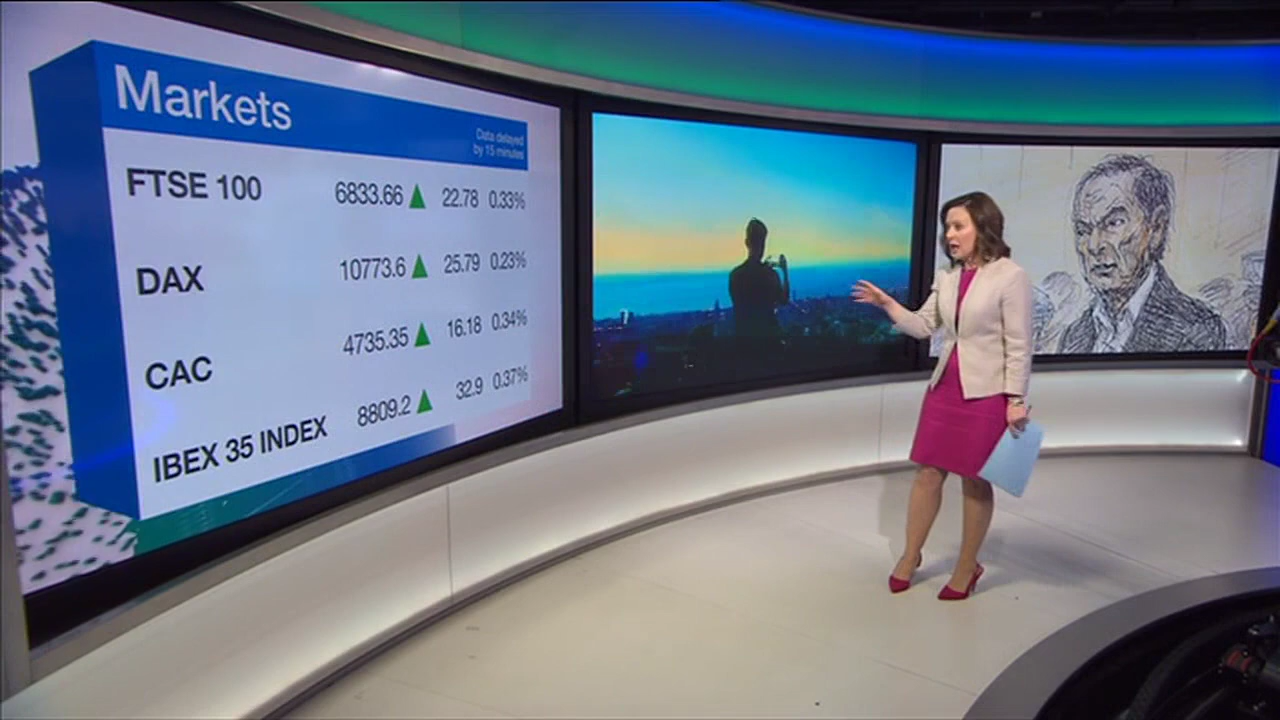 Markets
Data delayed
by 15 minutes
FTSE 100 6833.66 ▲ 22.78 0.33%
DAX 10773.6 ▲ 25.79 0.23%
CAC 4735.35 ▲ 16.18 0.34%
IBEX 35 INDEX 8809.2 ▲ 32.9 0.37%